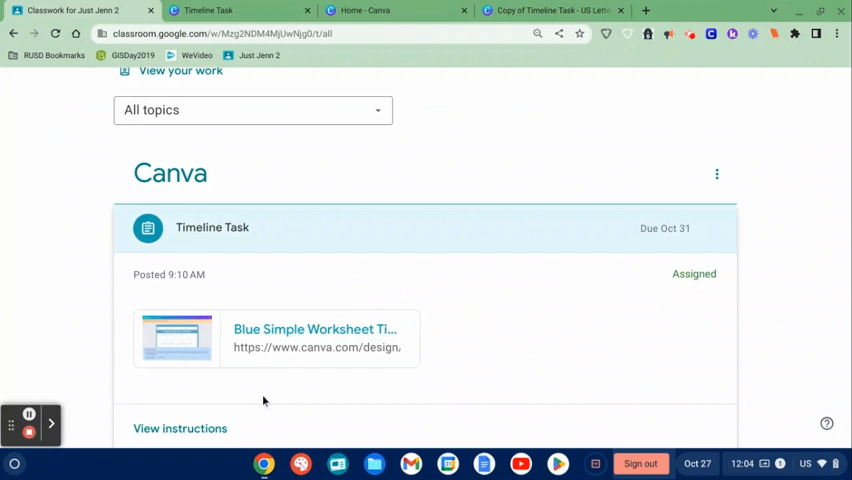 Classwork for Just Jenn 2
Timeline Task
Home - Canva
Copy of Timeline Task - US Lette
classroom.google.com/w/Mzg2NDM4MjUwNjg0/t/all
RUSD Bookmarks
GISDay2019
WeVideo
Just Jenn 2
View your work
All topics
Canva
Timeline Task
Due Oct 31
Posted 9:10 AM
Assigned
Blue Simple Worksheet Ti...
https://www.canva.com/design/
View instructions
Sign out
Oct 27
12:04
1
US